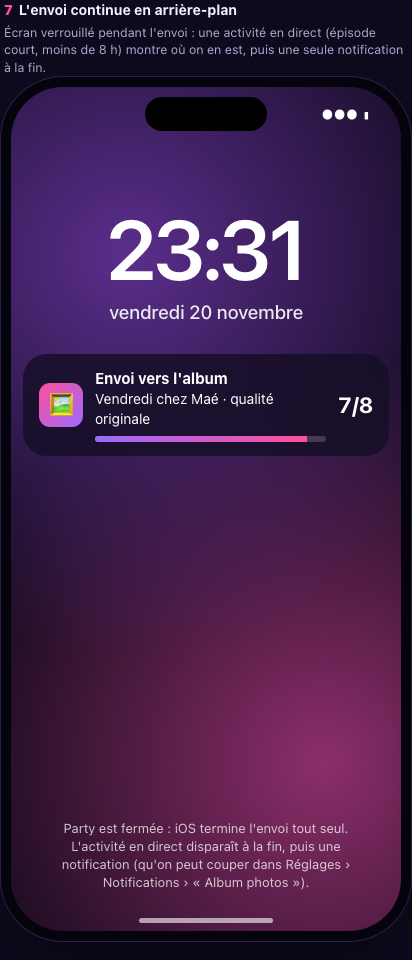 7 L'envoi continue en arrière-plan
Écran verrouillé pendant l'envoi : une activité en direct (épisode
court, moins de 8 h) montre où on en est, puis une seule notification
à la fin.
23:31
vendredi 20 novembre
Envoi vers l'album
Vendredi chez Maé · qualité
originale
7/8
Party est fermée : iOS termine l'envoi tout seul.
L'activité en direct disparaît à la fin, puis une
notification (qu'on peut couper dans Réglages ›
Notifications › « Album photos »).